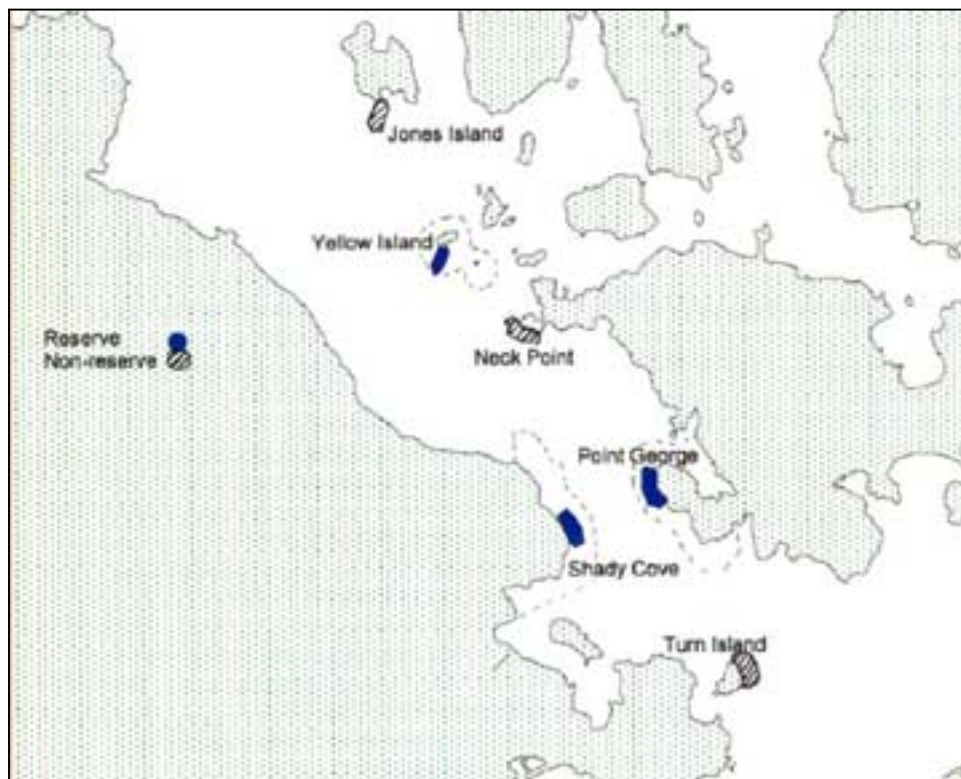 Jones Island
Yellow Island
Reserve
Non-reserve
Neck Point
Point George
Shady Cove
Turn Island